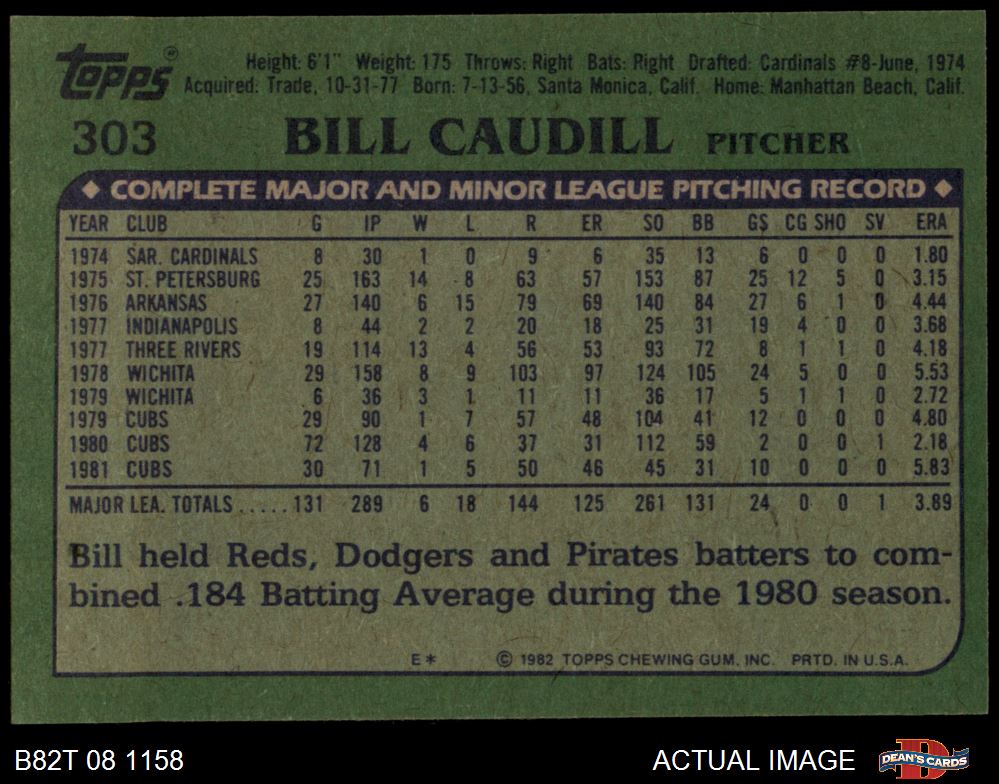 Topps® Height: 6'1" Weight: 175 Throws: Right Bats: Right Drafted: Cardinals #8-June, 1974
Acquired: Trade, 10-31-77 Born: 7-13-56, Santa Monica, Calif. Home: Manhattan Beach, Calif.
303 BILL CAUDILL PITCHER
◆ COMPLETE MAJOR AND MINOR LEAGUE PITCHING RECORD ◆
YEAR CLUB G IP W L R ER SO BB GS CG SHO SV ERA
1974 SAR. CARDINALS 8 30 1 0 9 6 35 13 6 0 0 0 1.80
1975 ST. PETERSBURG 25 163 14 8 63 57 153 87 25 12 5 0 3.15
1976 ARKANSAS 27 140 6 15 79 69 140 84 27 6 1 0 4.44
1977 INDIANAPOLIS 8 44 2 2 20 18 25 31 19 4 0 0 3.68
1977 THREE RIVERS 19 114 13 4 56 53 93 72 8 1 1 0 4.18
1978 WICHITA 29 158 8 9 103 97 124 105 24 5 0 0 5.53
1979 WICHITA 6 36 3 1 11 11 36 17 5 1 1 0 2.72
1979 CUBS 29 90 1 7 57 48 104 41 12 0 0 0 4.80
1980 CUBS 72 128 4 6 37 31 112 59 2 0 0 1 2.18
1981 CUBS 30 71 1 5 50 46 45 31 10 0 0 0 5.83
MAJOR LEA. TOTALS.....131 289 6 18 144 125 261 131 24 0 0 1 3.89
Bill held Reds, Dodgers and Pirates batters to com-
bined .184 Batting Average during the 1980 season.
E* © 1982 TOPPS CHEWING GUM, INC. PRTD. IN U.S.A.
B82T 08 1158 ACTUAL IMAGE D DEAN'S CARDS